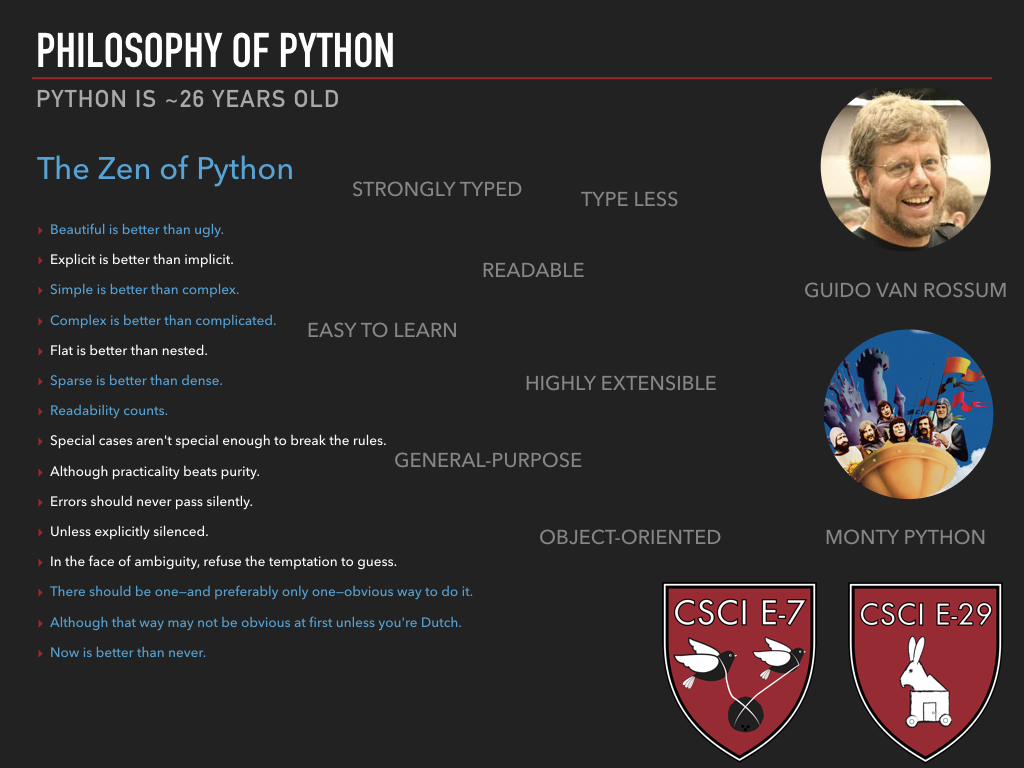 PHILOSOPHY OF PYTHON
PYTHON IS ~26 YEARS OLD
The Zen of Python
Beautiful is better than ugly.
Explicit is better than implicit.
Simple is better than complex.
Complex is better than complicated.
Flat is better than nested.
Sparse is better than dense.
Readability counts.
Special cases aren't special enough to break the rules.
Although practicality beats purity.
Errors should never pass silently.
Unless explicitly silenced.
In the face of ambiguity, refuse the temptation to guess.
There should be one—and preferably only one—obvious way to do it.
Although that way may not be obvious at first unless you're Dutch.
Now is better than never.
STRONGLY TYPED
TYPE LESS
READABLE
EASY TO LEARN
HIGHLY EXTENSIBLE
GENERAL-PURPOSE
OBJECT-ORIENTED
GUIDO VAN ROSSUM
MONTY PYTHON
CSCI E-7
CSCI E-29